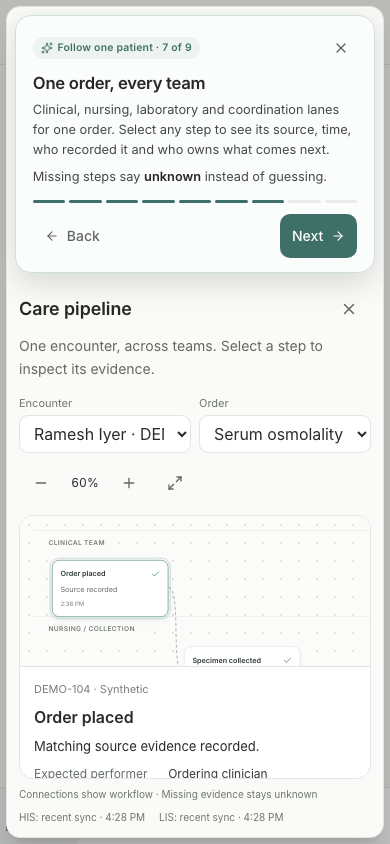 Follow one patient · 7 of 9
One order, every team
Clinical, nursing, laboratory and coordination lanes
for one order. Select any step to see its source, time,
who recorded it and who owns what comes next.
Missing steps say unknown instead of guessing.
Back
Next
Care pipeline
One encounter, across teams. Select a step to
inspect its evidence.
Encounter
Order
Ramesh Iyer · DEI
Serum osmolality
60%
CLINICAL TEAM
Order placed
Source recorded
2:38 PM
NURSING / COLLECTION
Specimen collected
DEMO-104 · Synthetic
Order placed
Matching source evidence recorded.
Expected performer Ordering clinician
Connections show workflow · Missing evidence stays unknown
HIS: recent sync · 4:28 PM LIS: recent sync · 4:28 PM